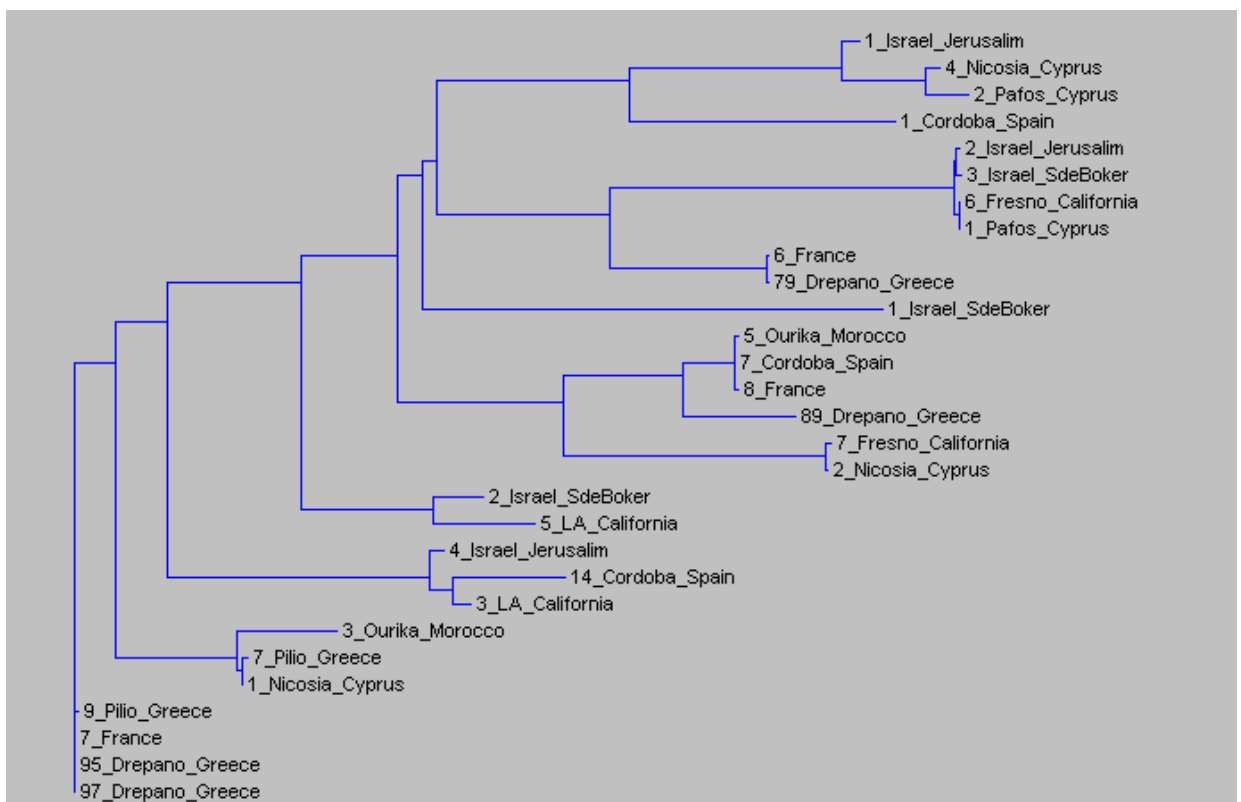 1_Israel_Jerusalim
4_Nicosia_Cyprus
2_Pafos_Cyprus
1_Cordoba_Spain
2_Israel_Jerusalim
3_Israel_SdeBoker
6_Fresno_California
1_Pafos_Cyprus
6_France
79_Drepano_Greece
1_Israel_SdeBoker
5_Ourika_Morocco
7_Cordoba_Spain
8_France
89_Drepano_Greece
7_Fresno_California
2_Nicosia_Cyprus
2_Israel_SdeBoker
5_LA_California
4_Israel_Jerusalim
14_Cordoba_Spain
3_LA_California
3_Ourika_Morocco
7_Pilio_Greece
1_Nicosia_Cyprus
9_Pilio_Greece
7_France
95_Drepano_Greece
97_Drepano_Greece